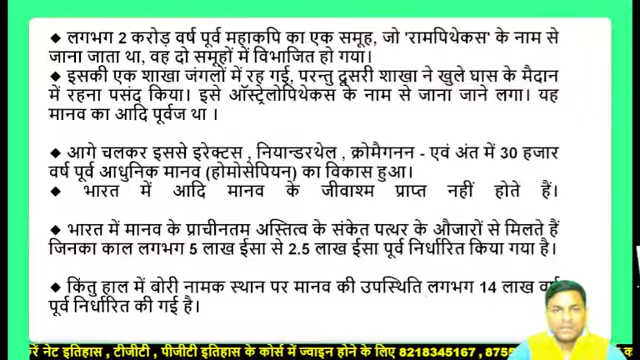 ◆ लगभग 2 करोड़ वर्ष पूर्व महाकपि का एक समूह, जो 'रामपिथेकस' के नाम से
जाना जाता था, वह दो समूहों में विभाजित हो गया।
◆ इसकी एक शाखा जंगलों में रह गई, परन्तु दूसरी शाखा ने खुले घास के मैदान
में रहना पसंद किया। इसे ऑस्ट्रेलोपिथेकस के नाम से जाना जाने लगा। यह
मानव का आदि पूर्वज था ।
◆ आगे चलकर इससे इरेक्टस , नियान्डरथेल , क्रोमैगनन - एवं अंत में 30 हजार
वर्ष पूर्व आधुनिक मानव (होमोसेपियन) का विकास हुआ।
◆ भारत में आदि मानव के जीवाश्म प्राप्त नहीं होते हैं।
◆ भारत में मानव के प्राचीनतम अस्तित्व के संकेत पत्थर के औजारों से मिलते हैं
जिनका काल लगभग 5 लाख ईसा से 2.5 लाख ईसा पूर्व निर्धारित किया गया है।
◆ किंतु हाल में बोरी नामक स्थान पर मानव की उपस्थिति लगभग 14 लाख वर्ष
पूर्व निर्धारित की गई है।
नेट इतिहास , टीजीटी , पीजीटी इतिहास के कोर्स में ज्वाइन होने के लिए 8218345167 , 875